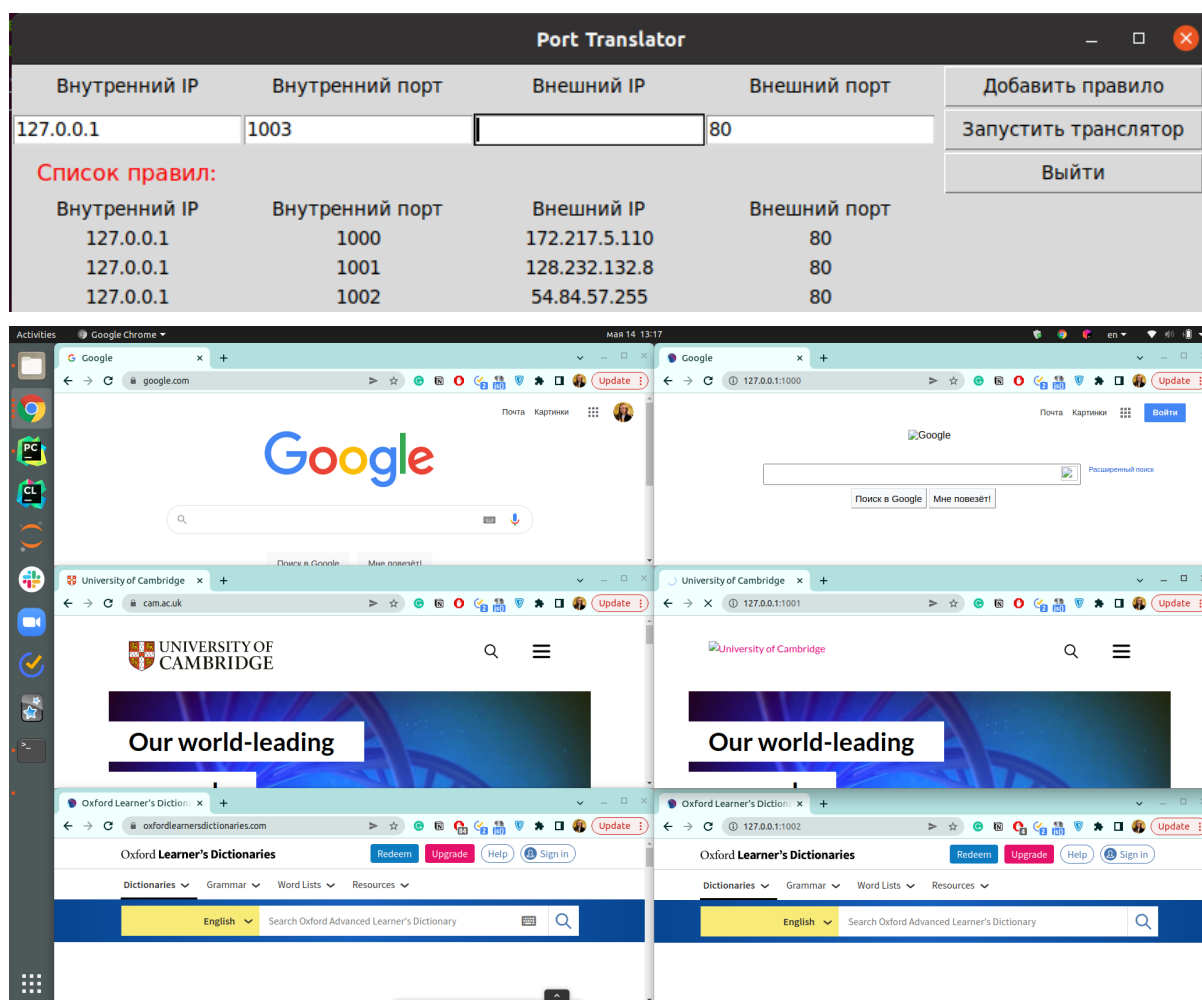 Port Translator
Внутренний IP Внутренний порт Внешний IP Внешний порт Добавить правило
127.0.0.1 1003 80 Запустить транслятор
Список правил: Выйти
Внутренний IP Внутренний порт Внешний IP Внешний порт
127.0.0.1 1000 172.217.5.110 80
127.0.0.1 1001 128.232.132.8 80
127.0.0.1 1002 54.84.57.255 80
Activities Google Chrome мая 14 13:17 en
Google
google.com Update
Почта Картинки
Google
Поиск в Google Мне повезёт!
Google
127.0.0.1:1000 Update
Почта Картинки Войти
Google
Расширенный поиск
Поиск в Google Мне повезёт!
University of Cambridge
cam.ac.uk Update
UNIVERSITY OF
CAMBRIDGE
Our world-leading
University of Cambridge
127.0.0.1:1001 Update
University of Cambridge
Our world-leading
Oxford Learner's Diction
oxfordlearnersdictionaries.com Update
Oxford Learner's Dictionaries Redeem Upgrade Help Sign in
Dictionaries Grammar Word Lists Resources
English Search Oxford Advanced Learner's Dictionary
Oxford Learner's Diction
127.0.0.1:1002 Update
Oxford Learner's Dictionaries Redeem Upgrade Help Sign in
Dictionaries Grammar Word Lists Resources
English Search Oxford Advanced Learner's Dictionary